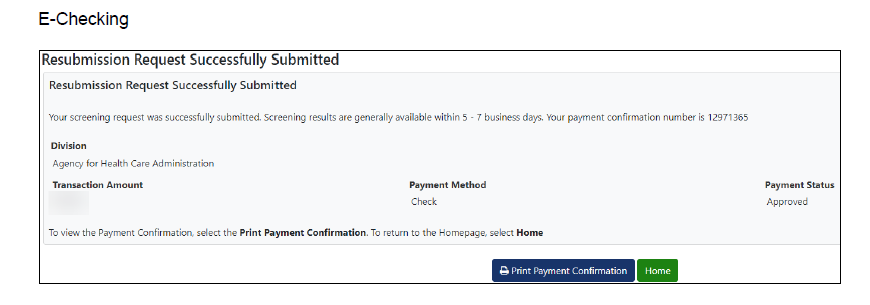 E-Checking
Resubmission Request Successfully Submitted
Resubmission Request Successfully Submitted
Your screening request was successfully submitted. Screening results are generally available within 5 - 7 business days. Your payment confirmation number is 12971365
Division
Agency for Health Care Administration
Transaction Amount Payment Method Payment Status
Check Approved
To view the Payment Confirmation, select the Print Payment Confirmation. To return to the Homepage, select Home
Print Payment Confirmation Home